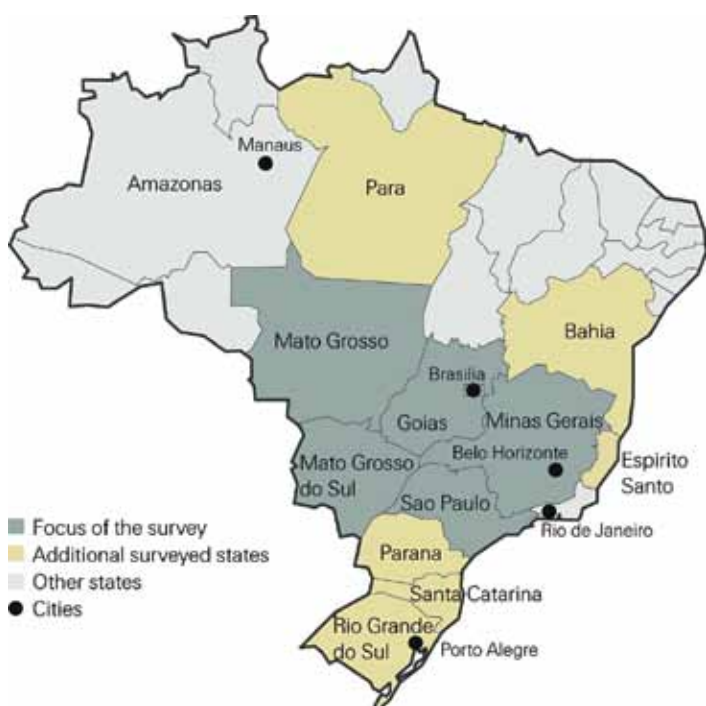 Manaus
Amazonas
Para
Bahia
Mato Grosso
Brasilia
Goias
Minas Gerais
Belo Horizonte
Mato Grosso
do Sul
Espirito
Santo
Sao Paulo
Rio de Janeiro
Parana
Santa Catarina
Rio Grande
do Sul
Porto Alegre
Focus of the survey
Additional surveyed states
Other states
Cities